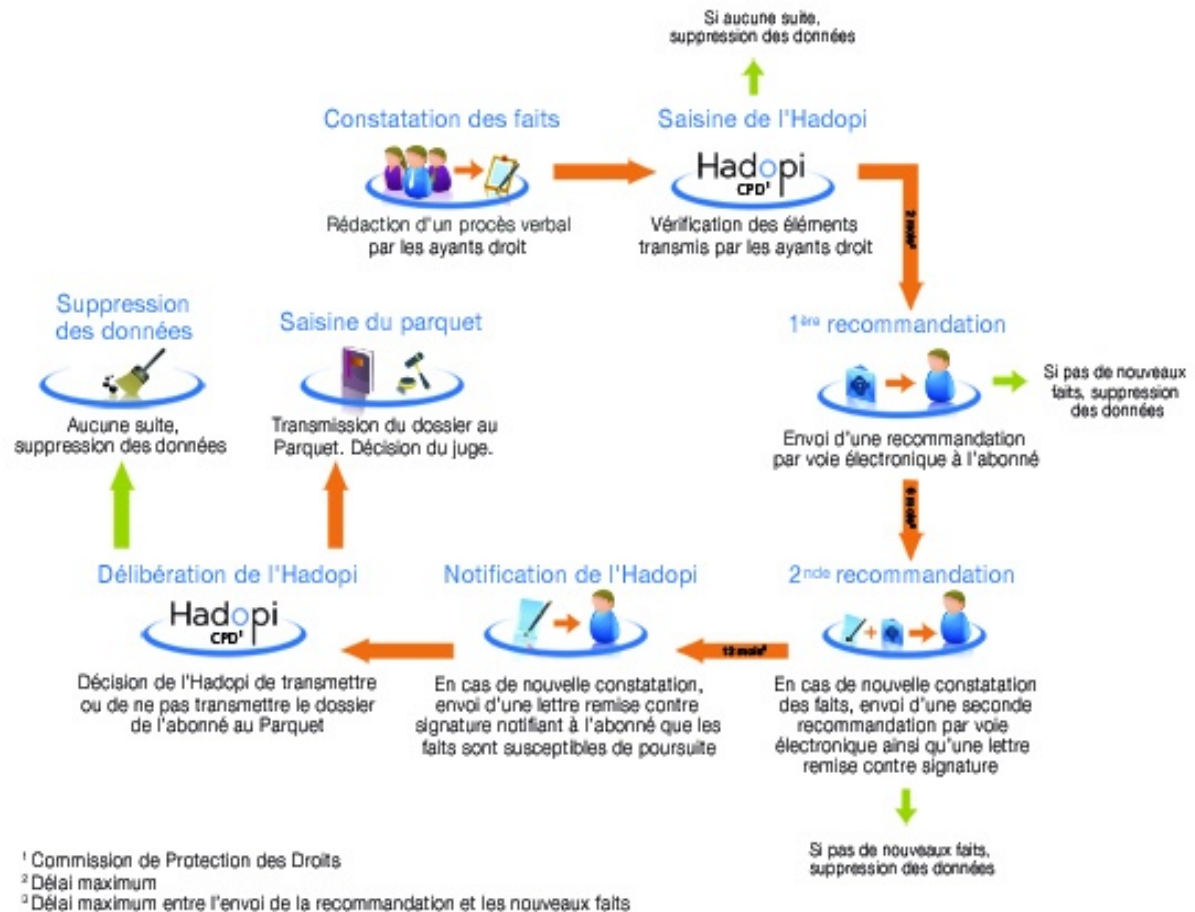 Si aucune suite,
suppression des données
Constatation des faits
Saisine de l'Hadopi
Hadopi
CPD¹
Rédaction d'un procès verbal
par les ayants droit
Vérification des éléments
transmis par les ayants droit
2 mois²
Suppression
des données
Saisine du parquet
1ère recommandation
Si pas de nouveaux
faits, suppression
des données
Aucune suite,
suppression des données
Transmission du dossier au
Parquet. Décision du juge.
Envoi d'une recommandation
par voie électronique à l'abonné
6 mois³
Délibération de l'Hadopi
Notification de l'Hadopi
2nde recommandation
Hadopi
CPD¹
12 mois³
Décision de l'Hadopi de transmettre
ou de ne pas transmettre le dossier
de l'abonné au Parquet
En cas de nouvelle constatation,
envoi d'une lettre remise contre
signature notifiant à l'abonné que les
faits sont susceptibles de poursuite
En cas de nouvelle constatation
des faits, envoi d'une seconde
recommandation par voie
électronique ainsi qu'une lettre
remise contre signature
Si pas de nouveaux faits,
suppression des données
¹ Commission de Protection des Droits
² Délai maximum
³ Délai maximum entre l'envoi de la recommandation et les nouveaux faits